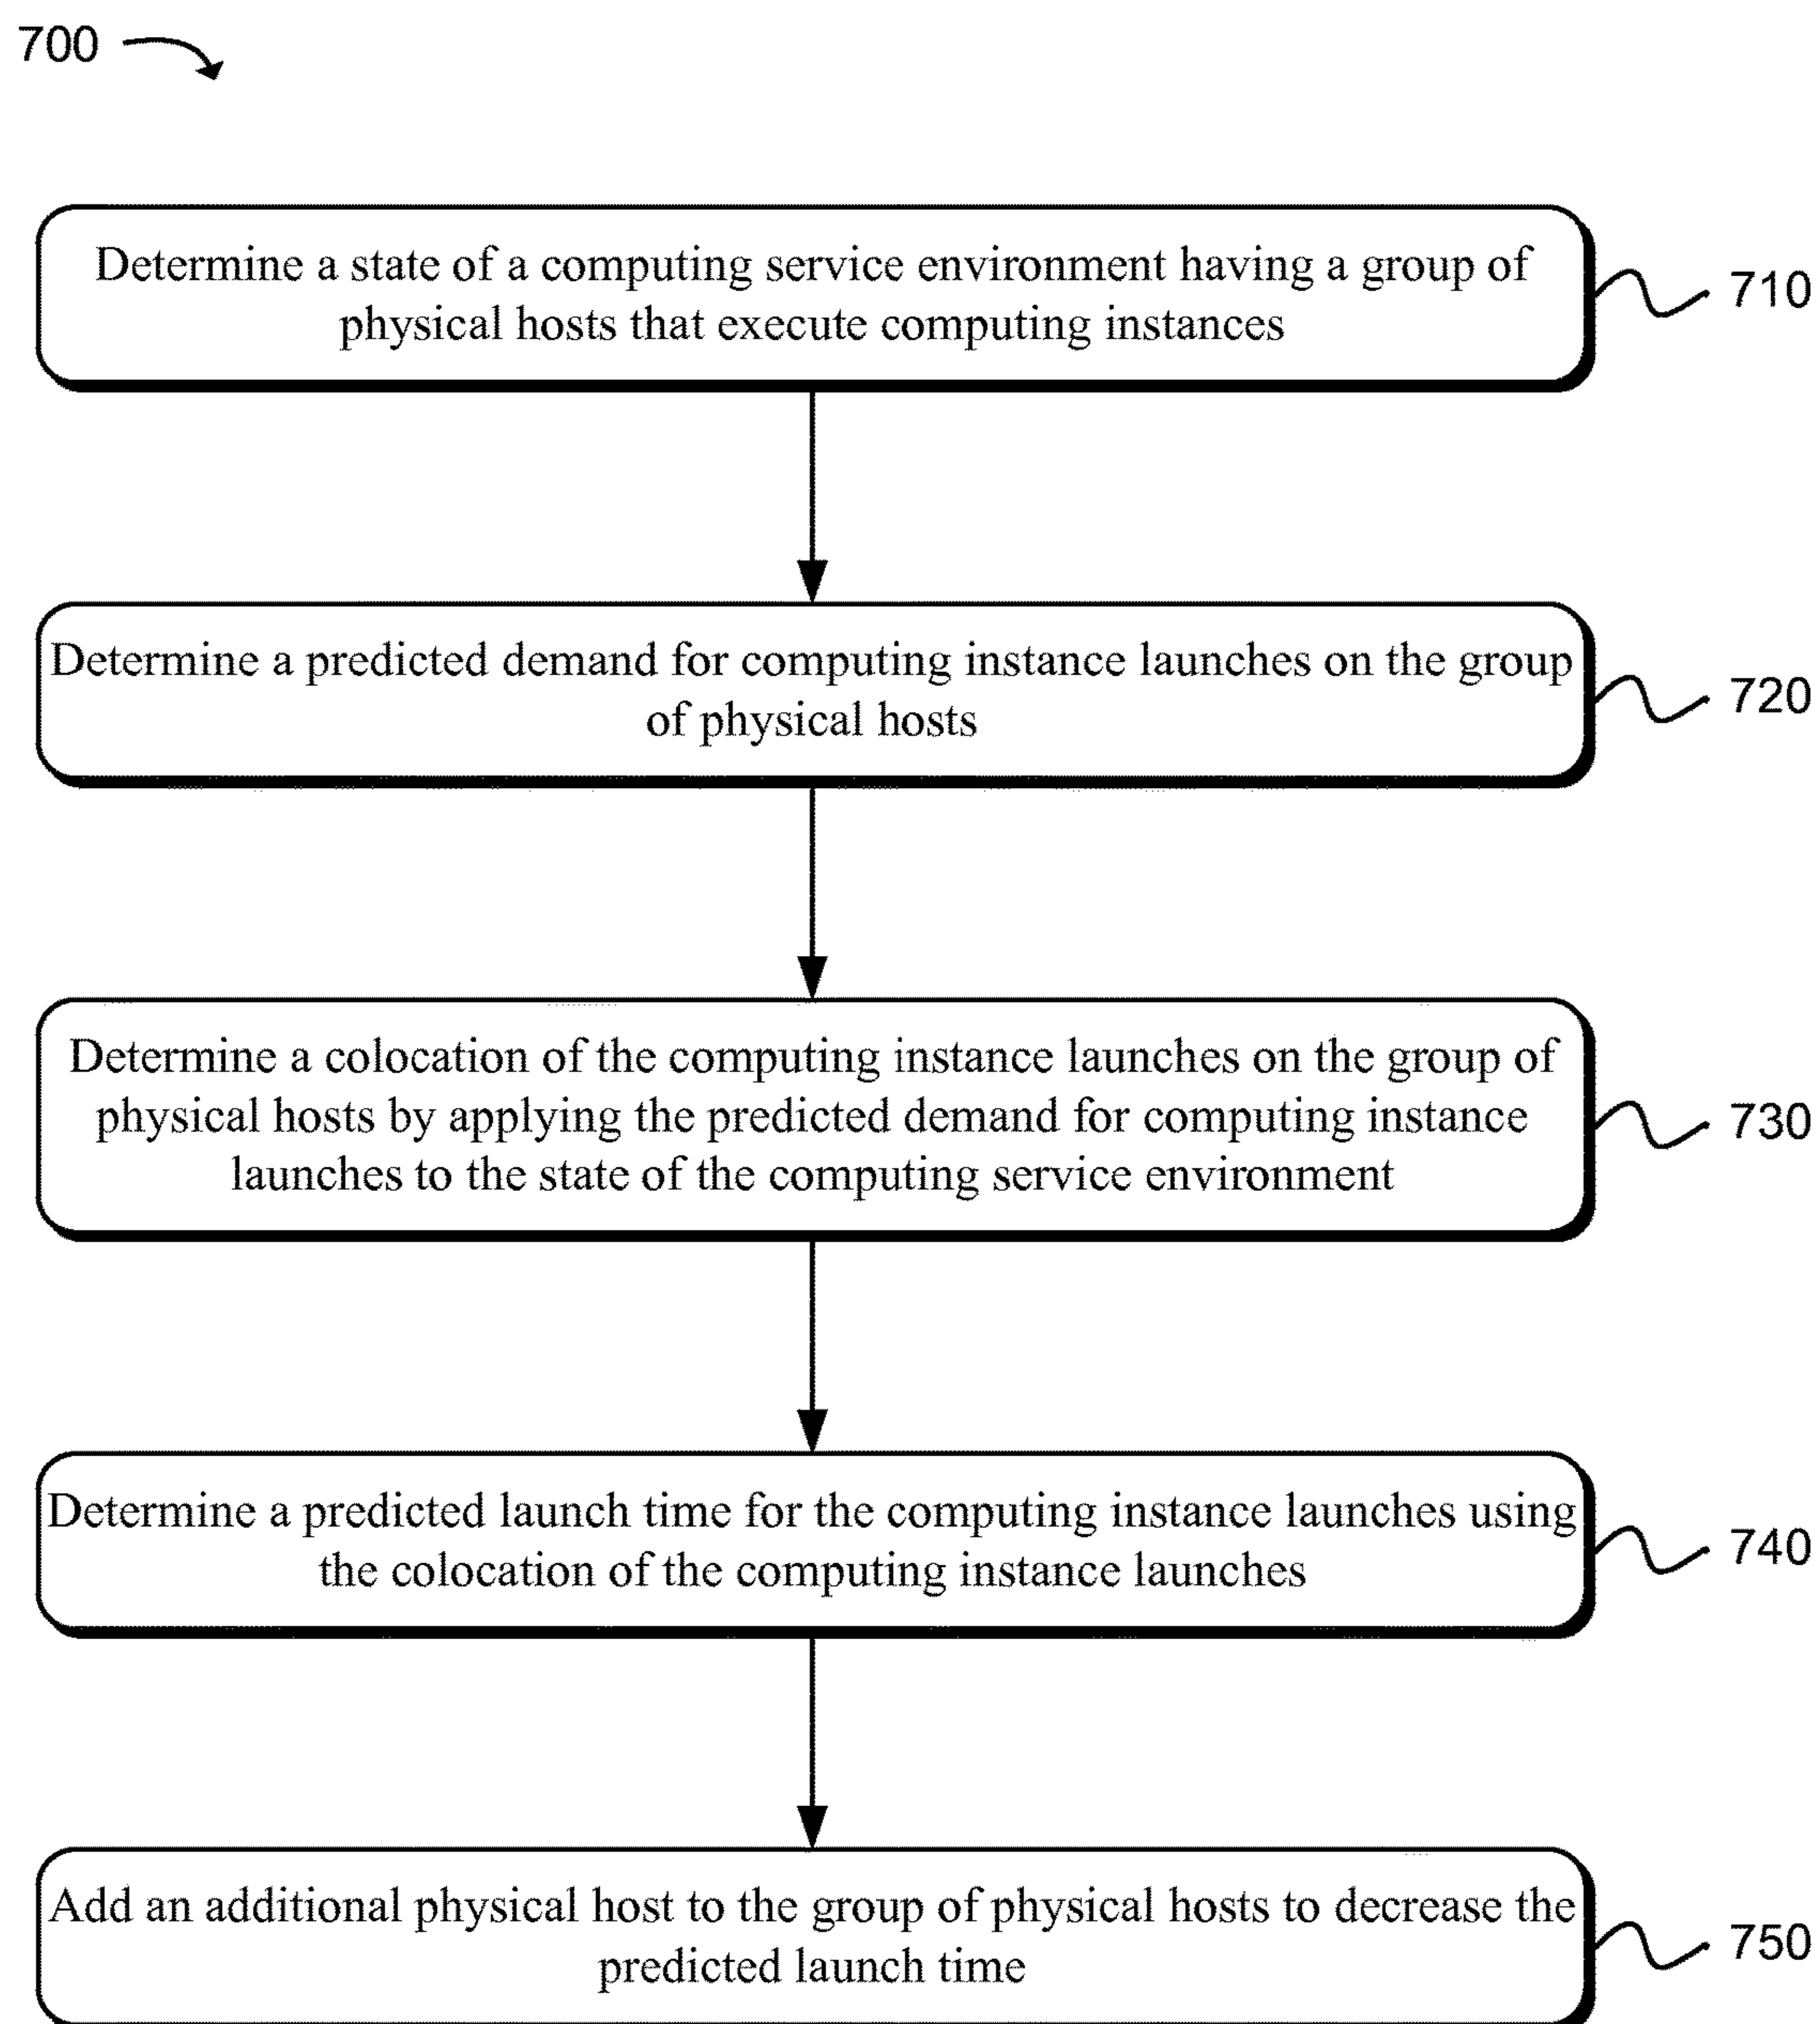 700
Determine a state of a computing service environment having a group of
physical hosts that execute computing instances
710
Determine a predicted demand for computing instance launches on the group
of physical hosts
720
Determine a colocation of the computing instance launches on the group of
physical hosts by applying the predicted demand for computing instance
launches to the state of the computing service environment
730
Determine a predicted launch time for the computing instance launches using
the colocation of the computing instance launches
740
Add an additional physical host to the group of physical hosts to decrease the
predicted launch time
750